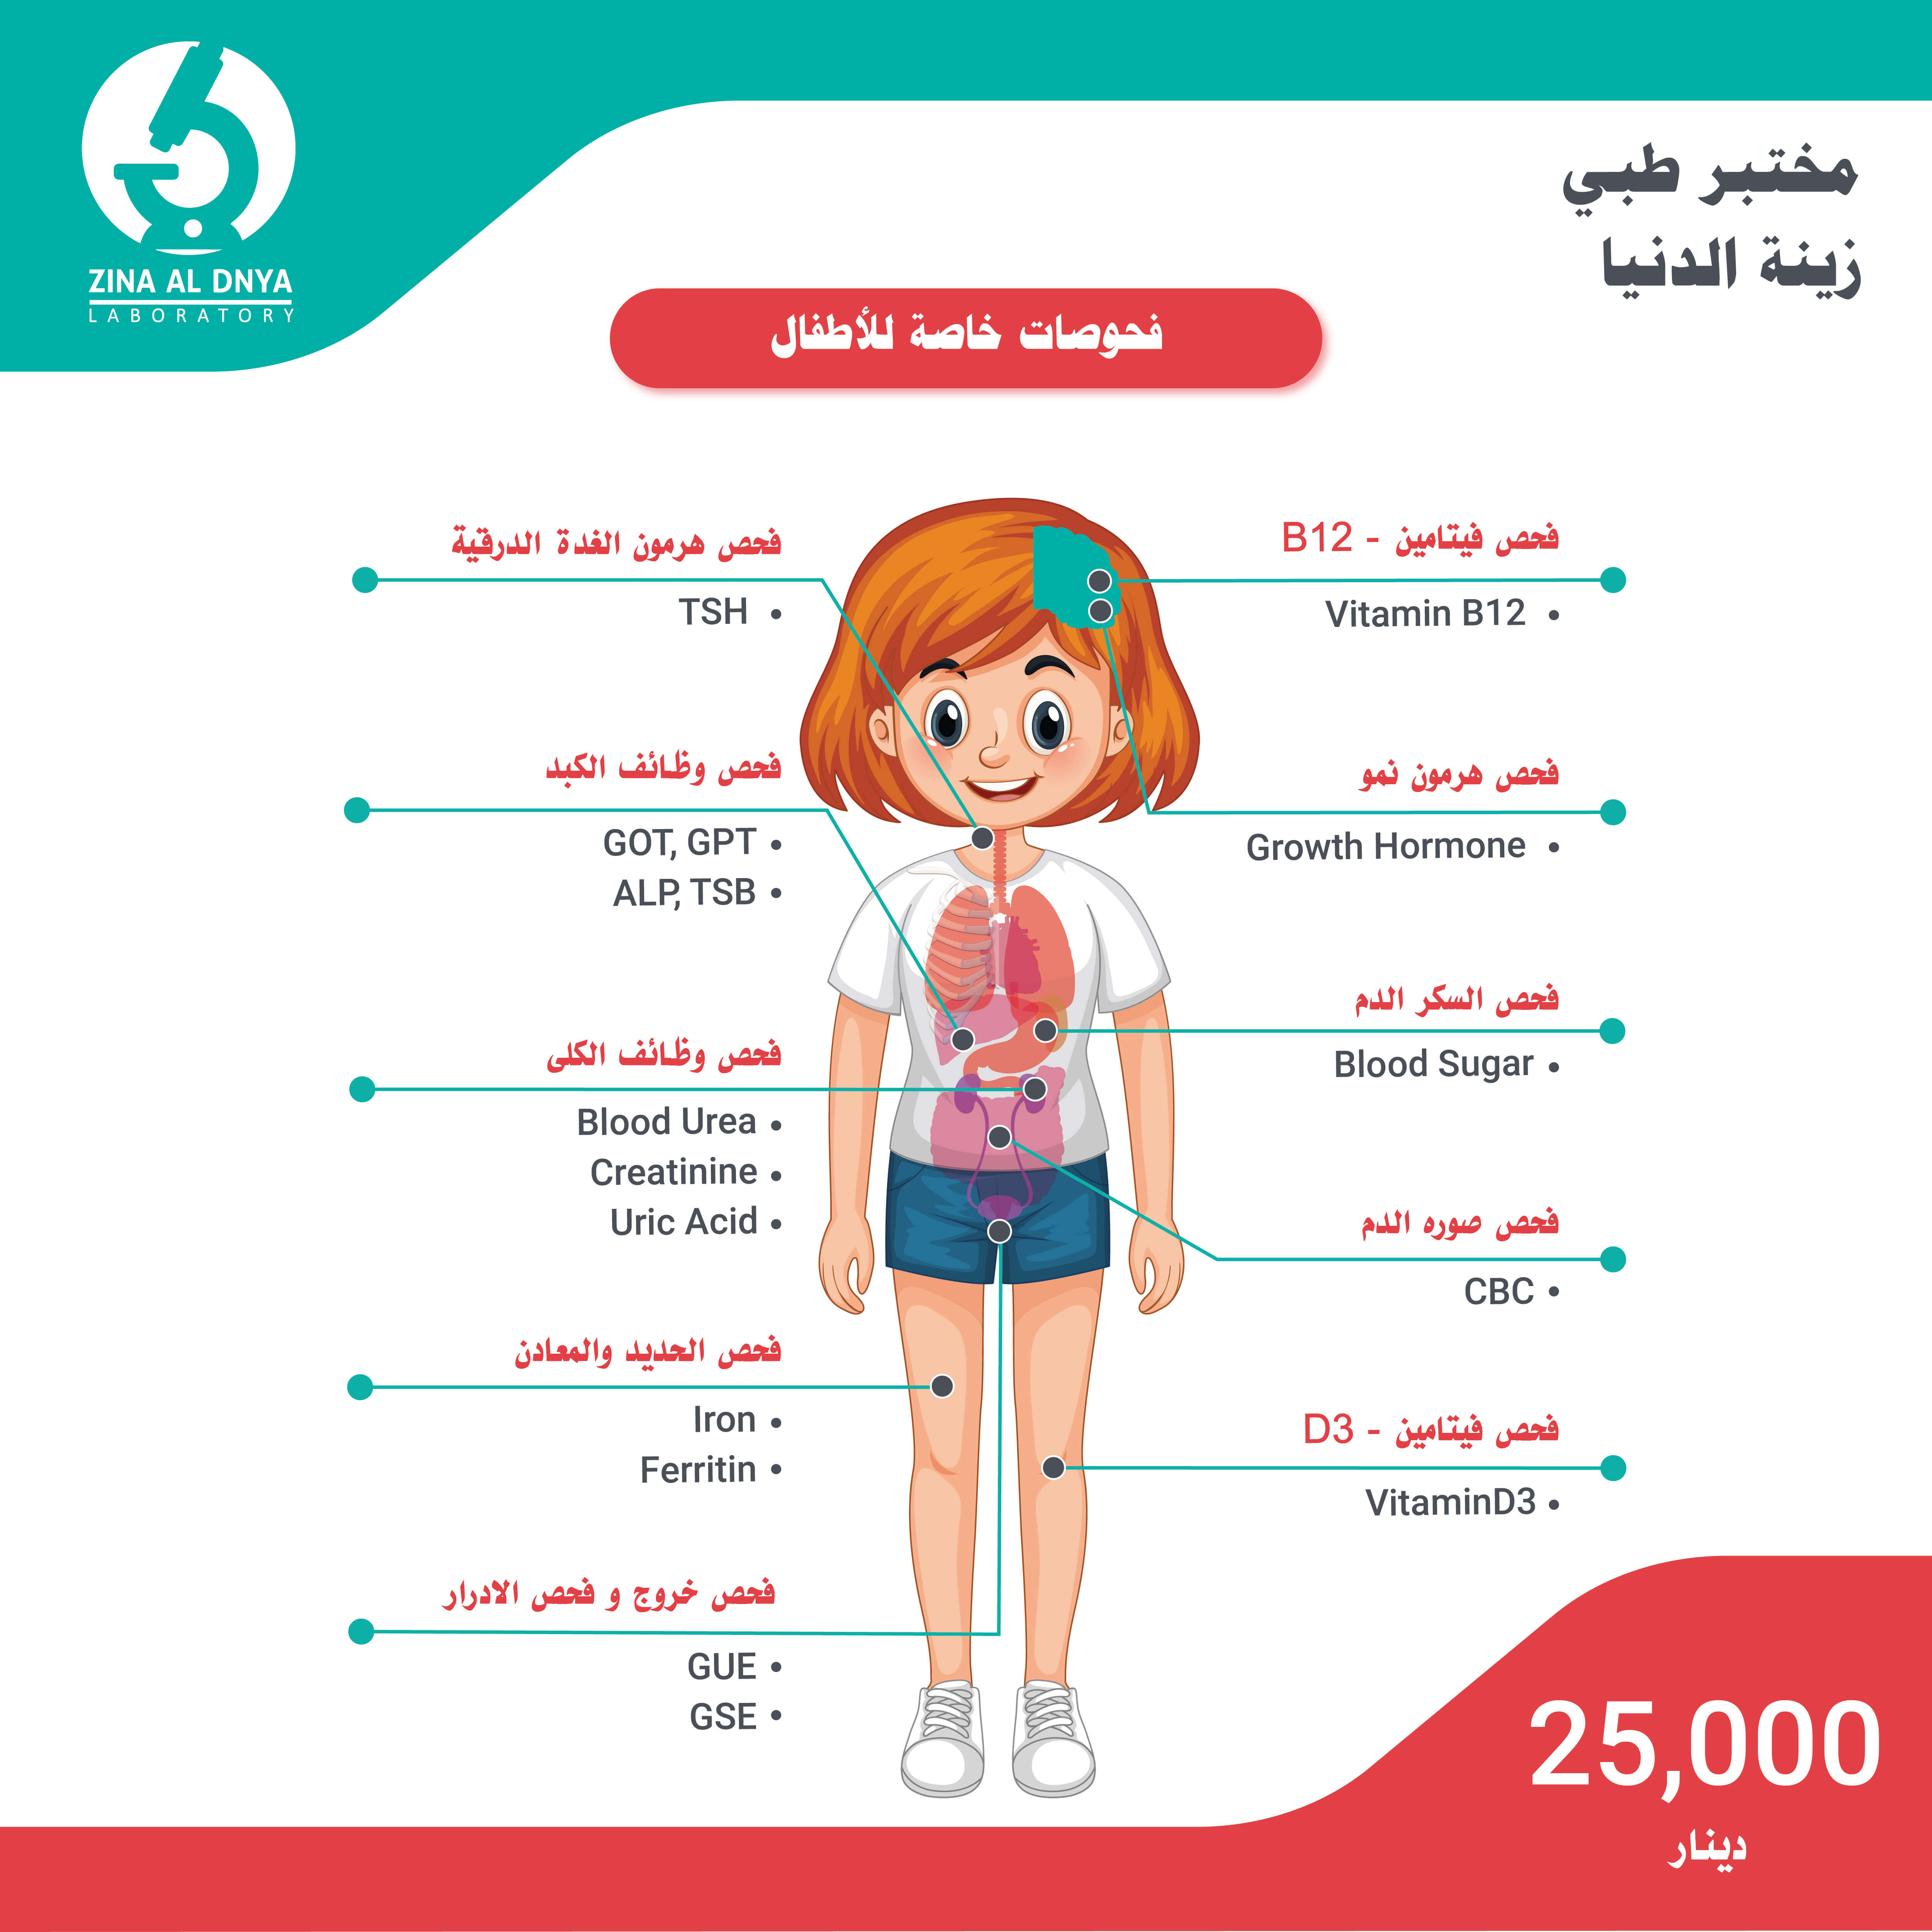 ZINA AL DNYA
LABORATORY
مختبر طبي
زينة الدنيا
فحوصات خاصة للأطفال
فحص فيتامين - B12
Vitamin B12
فحص هرمون نمو
Growth Hormone
فحص السكر الدم
Blood Sugar
فحص صوره الدم
CBC
فحص فيتامين - D3
VitaminD3
فحص هرمون الغدة الدرقية
TSH
فحص وظائف الكبد
GOT, GPT
ALP, TSB
فحص وظائف الكلى
Blood Urea
Creatinine
Uric Acid
فحص الحديد والمعادن
Iron
Ferritin
فحص خروج و فحص الادرار
GUE
GSE
25,000
دينار